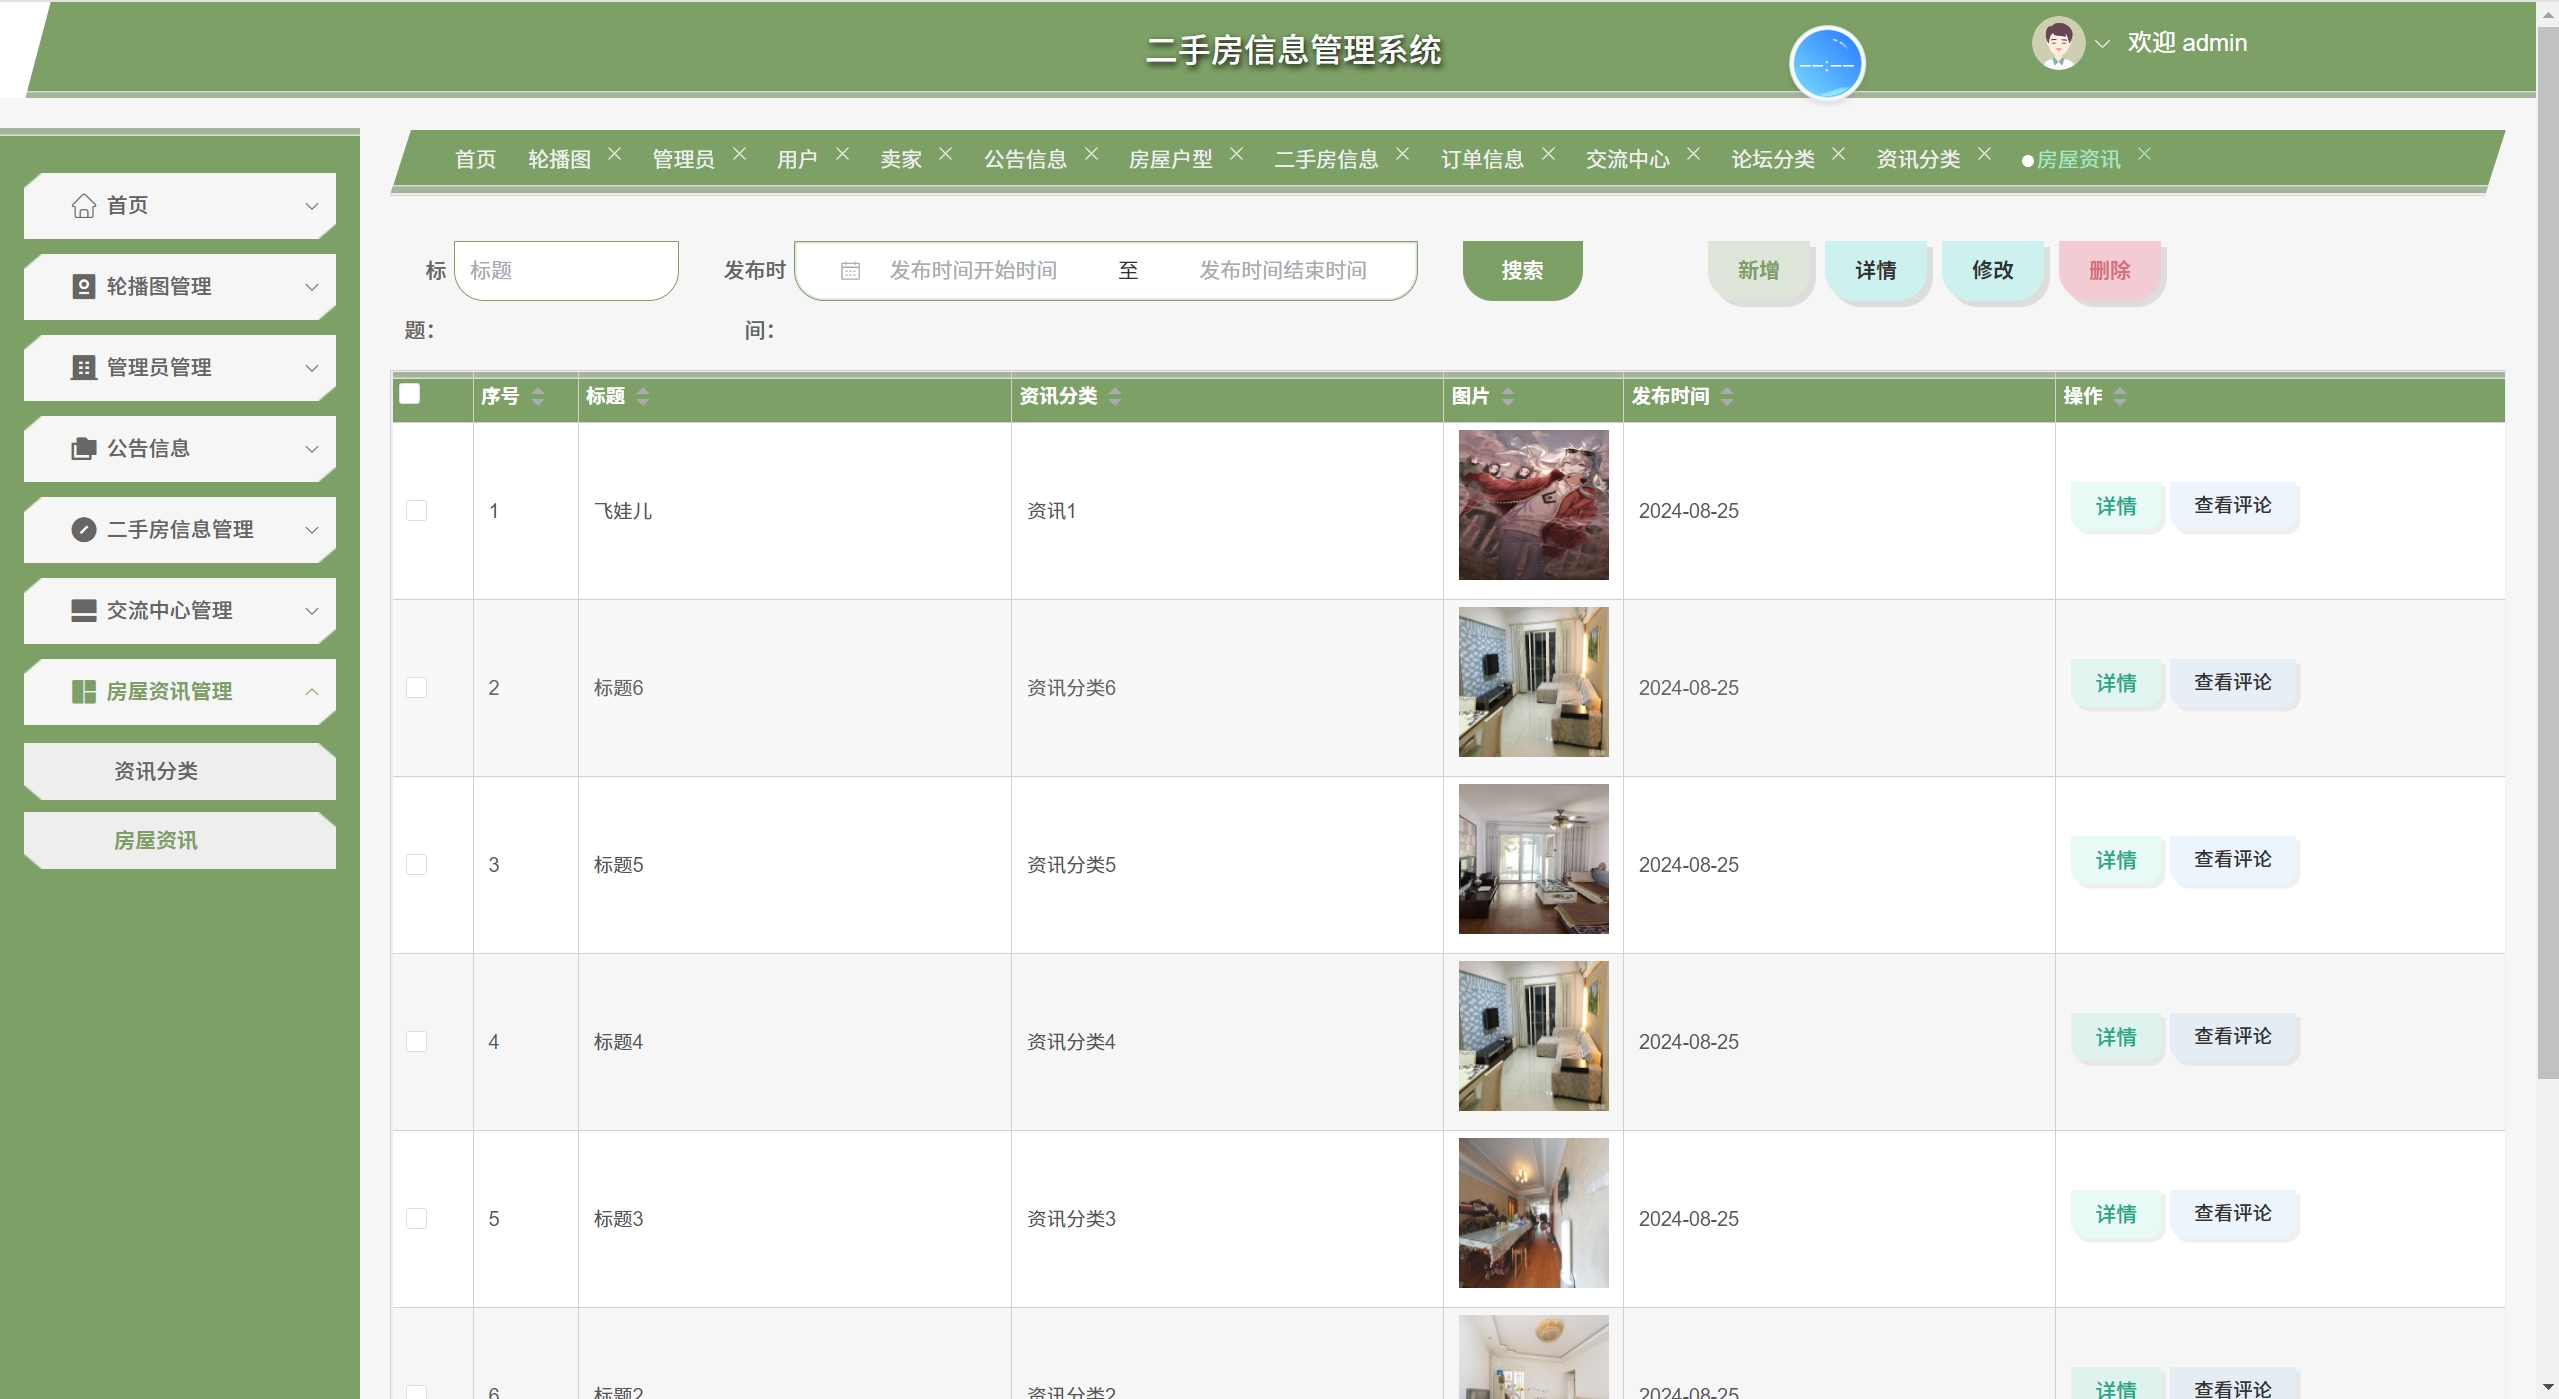 二手房信息管理系统
欢迎 admin
首页 轮播图 管理员 用户 卖家 公告信息 房屋户型 二手房信息 订单信息 交流中心 论坛分类 资讯分类 房屋资讯
首页
轮播图管理
管理员管理
公告信息
二手房信息管理
交流中心管理
房屋资讯管理
资讯分类
房屋资讯
标题： 标题 发布时间： 发布时间开始时间 至 发布时间结束时间 搜索 新增 详情 修改 删除
序号 标题 资讯分类 图片 发布时间 操作
1 飞娃儿 资讯1 2024-08-25 详情 查看评论
2 标题6 资讯分类6 2024-08-25 详情 查看评论
3 标题5 资讯分类5 2024-08-25 详情 查看评论
4 标题4 资讯分类4 2024-08-25 详情 查看评论
5 标题3 资讯分类3 2024-08-25 详情 查看评论
6 标题2 资讯分类2 2024-08-25 详情 查看评论